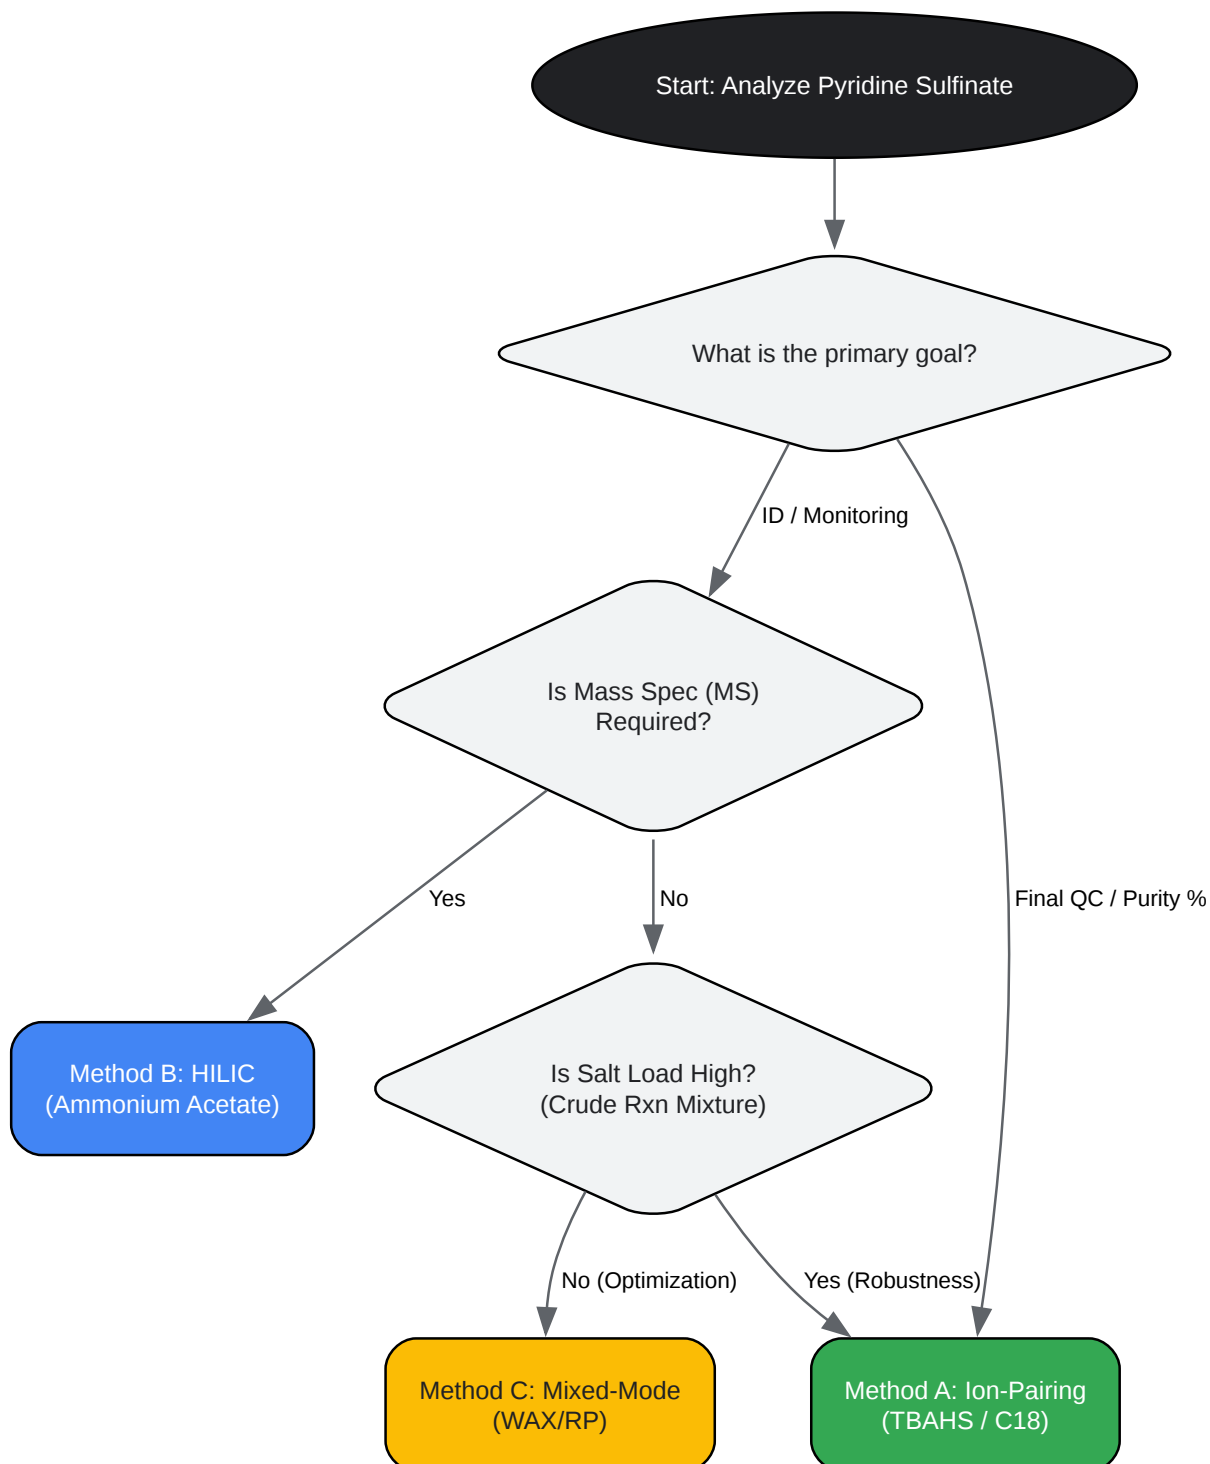 Start: Analyze Pyridine Sulfinate
What is the primary goal?
ID / Monitoring
Is Mass Spec (MS)
Required?
Yes
No
Final QC / Purity %
Method B: HILIC
(Ammonium Acetate)
Is Salt Load High?
(Crude Rxn Mixture)
No (Optimization)
Yes (Robustness)
Method C: Mixed-Mode
(WAX/RP)
Method A: Ion-Pairing
(TBAHS / C18)